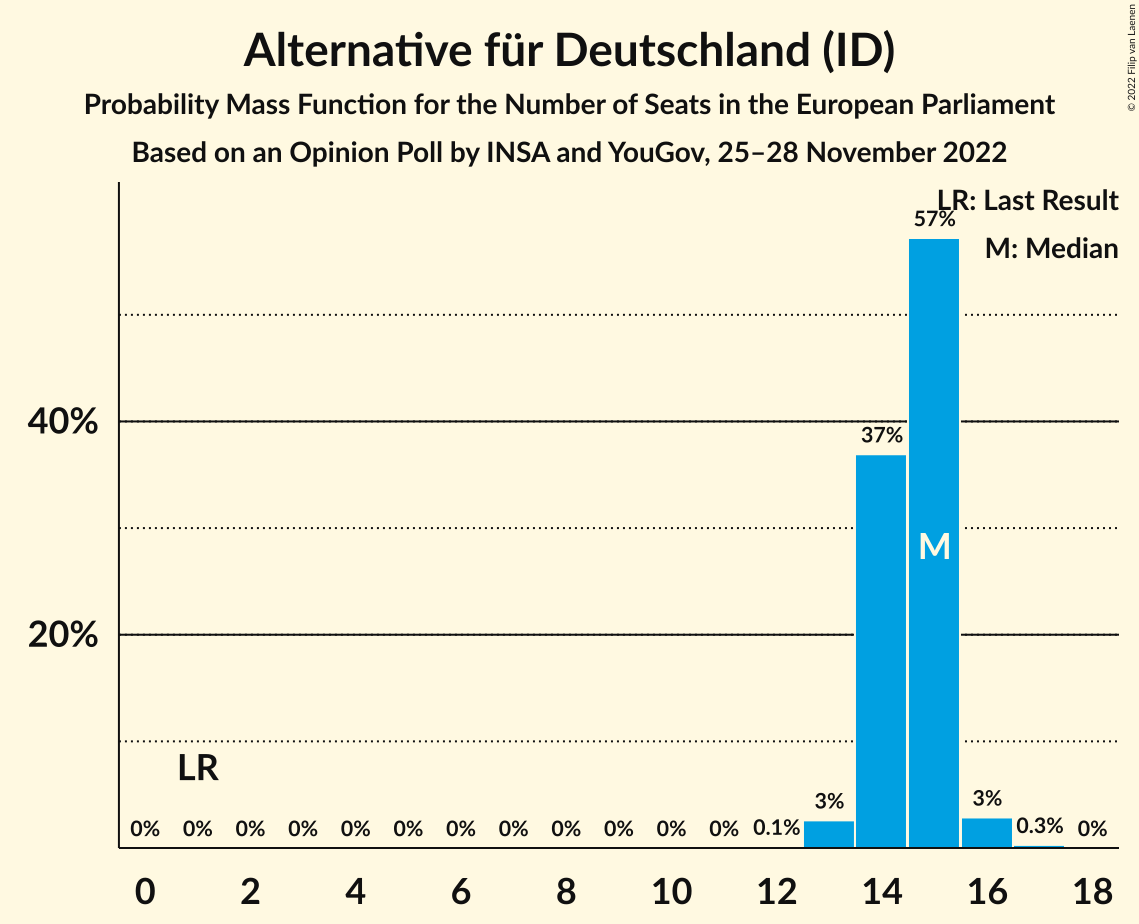 Alternative für Deutschland (ID)
Probability Mass Function for the Number of Seats in the European Parliament
Based on an Opinion Poll by INSA and YouGov, 25–28 November 2022
© 2022 Filip van Laenen
LR: Last Result
M: Median
57%
40%
37%
M
20%
LR
0% 0% 0% 0% 0% 0% 0% 0% 0% 0% 0% 0% 0.1% 3% 3% 0.3% 0%
0 2 4 6 8 10 12 14 16 18